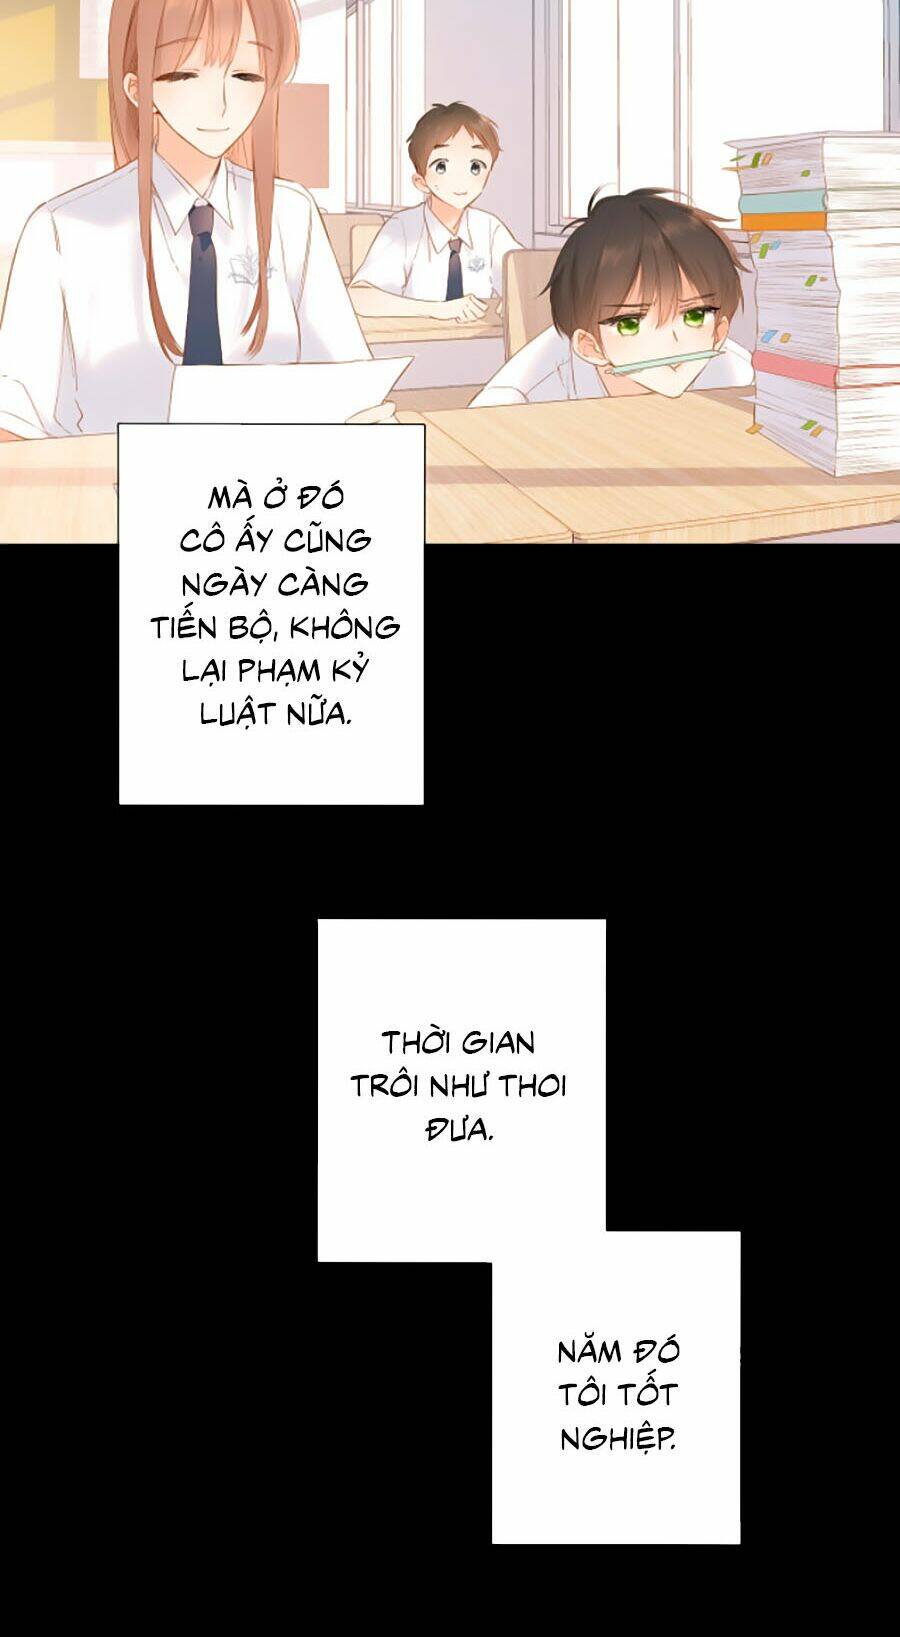 MÀ Ở ĐÓ
CÔ ẤY CŨNG
NGÀY CÀNG
TIẾN BỘ, KHÔNG
LẠI PHẠM KỶ
LUẬT NỮA.
THỜI GIAN
TRÔI NHƯ THOI
ĐƯA.
NĂM ĐÓ
TÔI TỐT
NGHIỆP.